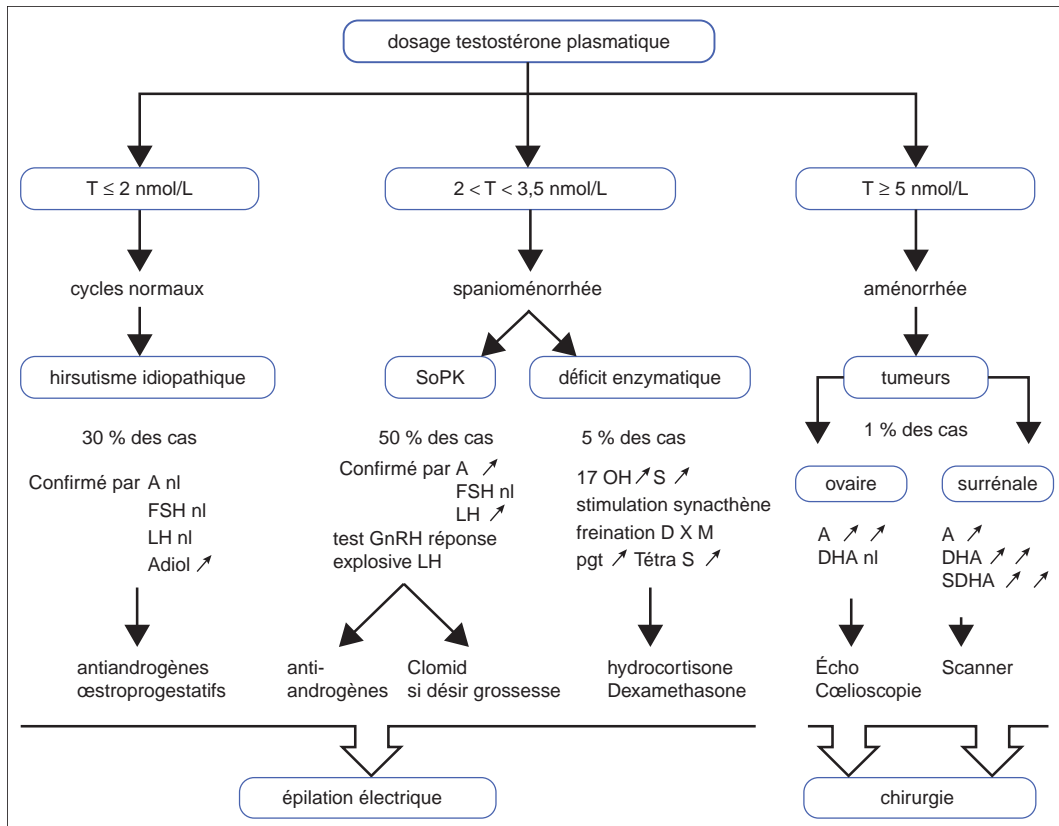 dosage testostérone plasmatique
T ≤ 2 nmol/L
2 < T < 3,5 nmol/L
T ≥ 5 nmol/L
cycles normaux
spanioménorrhée
aménorrhée
hirsutisme idiopathique
SoPK
déficit enzymatique
tumeurs
30 % des cas
50 % des cas
5 % des cas
1 % des cas
Confirmé par A nl
FSH nl
LH nl
Adiol ↗
Confirmé par A ↗
FSH nl
LH ↗
test GnRH réponse
explosive LH
17 OH ↗ S ↗
stimulation synacthène
freination D X M
pgt ↗ Tétra S ↗
ovaire
surrénale
A ↗ ↗
DHA nl
A ↗
DHA ↗ ↗
SDHA ↗ ↗
antiandrogènes
œstroprogestatifs
anti-
androgènes
Clomid
si désir grossesse
hydrocortisone
Dexamethasone
Écho
Cœlioscopie
Scanner
épilation électrique
chirurgie